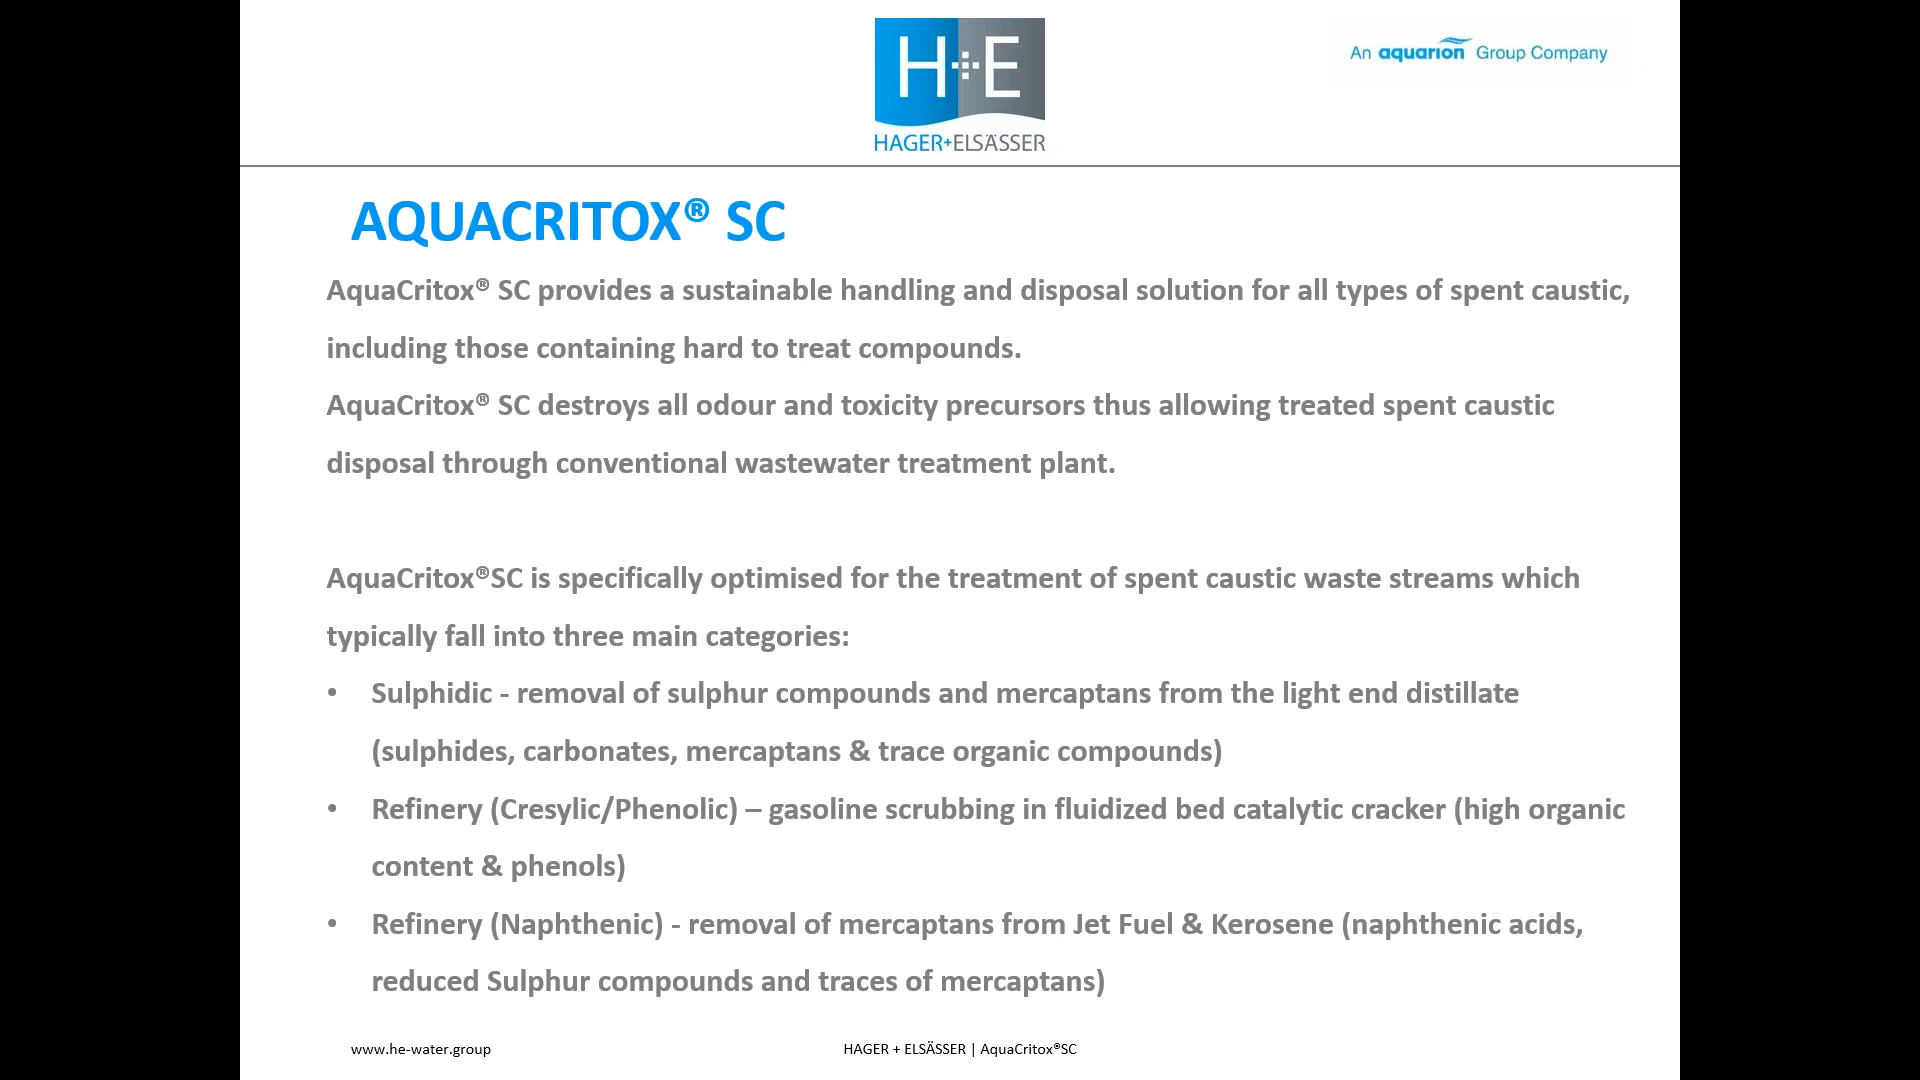 H+E
HAGER+ELSÄSSER
An aquarion Group Company
AQUACRITOX® SC
AquaCritox® SC provides a sustainable handling and disposal solution for all types of spent caustic,
including those containing hard to treat compounds.
AquaCritox® SC destroys all odour and toxicity precursors thus allowing treated spent caustic
disposal through conventional wastewater treatment plant.
AquaCritox®SC is specifically optimised for the treatment of spent caustic waste streams which
typically fall into three main categories:
• Sulphidic - removal of sulphur compounds and mercaptans from the light end distillate
(sulphides, carbonates, mercaptans & trace organic compounds)
• Refinery (Cresylic/Phenolic) – gasoline scrubbing in fluidized bed catalytic cracker (high organic
content & phenols)
• Refinery (Naphthenic) - removal of mercaptans from Jet Fuel & Kerosene (naphthenic acids,
reduced Sulphur compounds and traces of mercaptans)
www.he-water.group
HAGER + ELSÄSSER | AquaCritox®SC